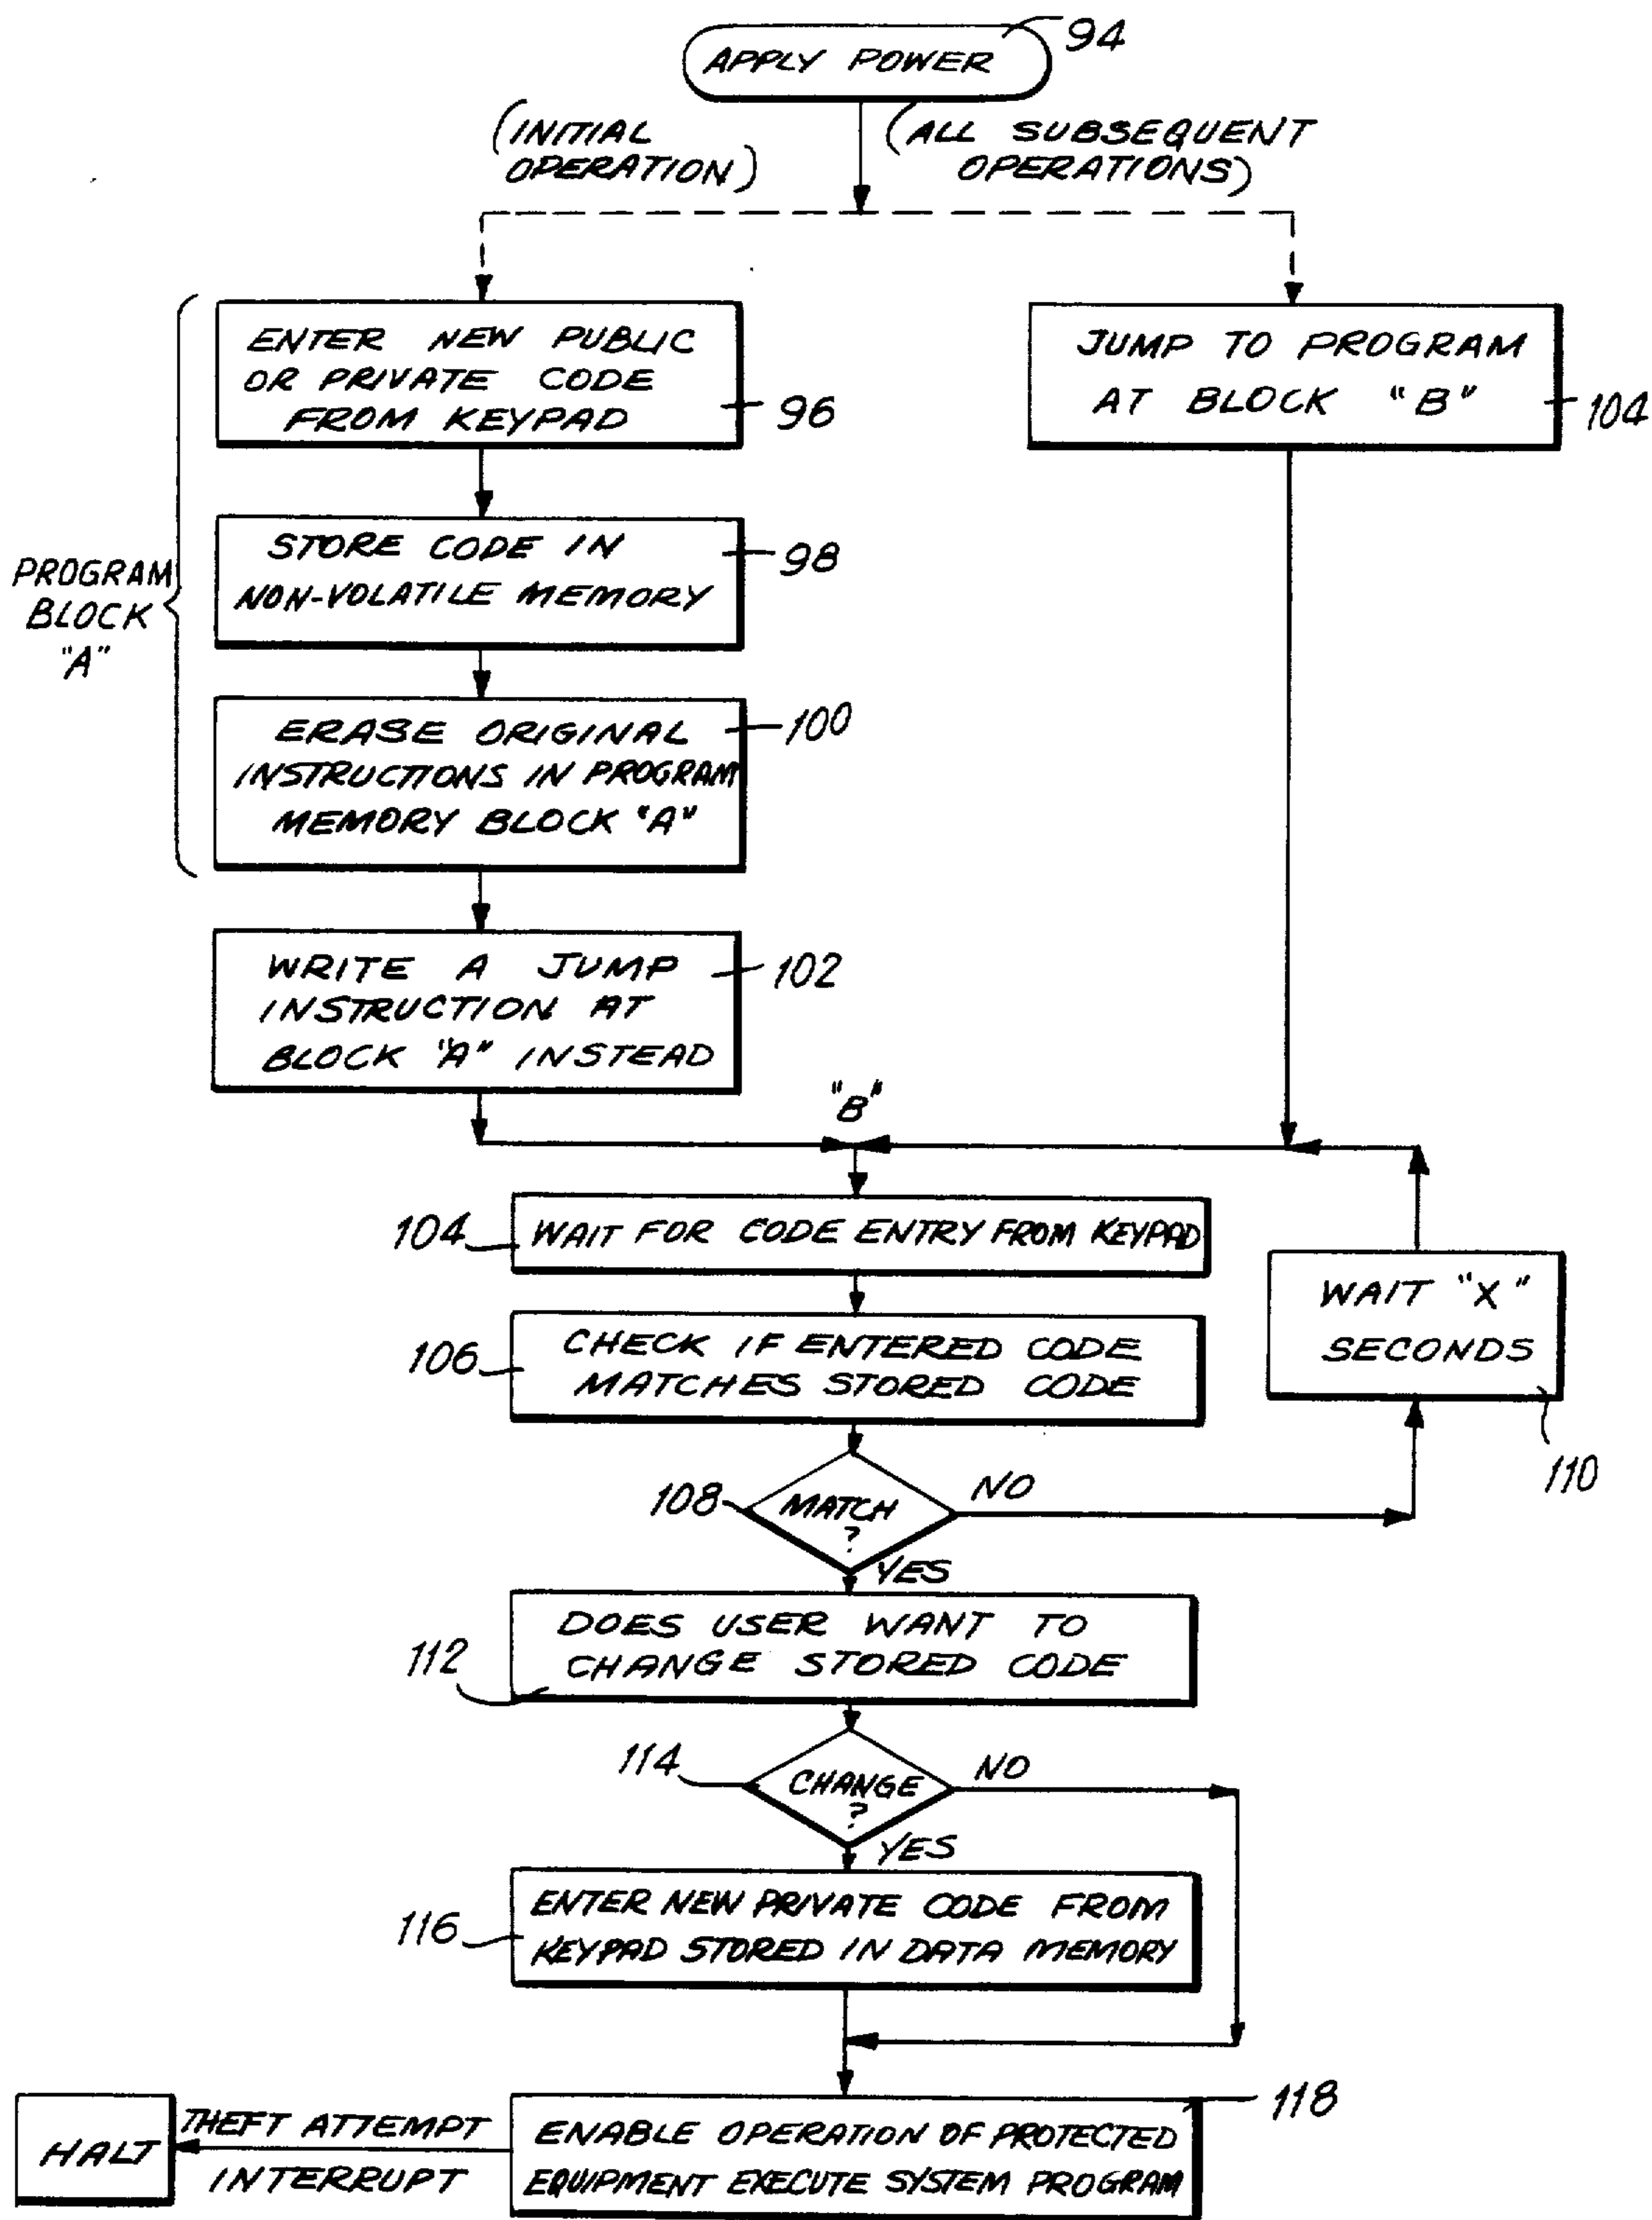 APPLY POWER
94
(INITIAL
OPERATION)
(ALL SUBSEQUENT
OPERATIONS)
ENTER NEW PUBLIC
OR PRIVATE CODE
FROM KEYPAD
96
JUMP TO PROGRAM
AT BLOCK "B"
104
STORE CODE IN
NON-VOLATILE MEMORY
98
PROGRAM
BLOCK
"A"
ERASE ORIGINAL
INSTRUCTIONS IN PROGRAM
MEMORY BLOCK "A"
100
WRITE A JUMP
INSTRUCTION AT
BLOCK "A" INSTEAD
102
"B"
104
WAIT FOR CODE ENTRY FROM KEYPAD
WAIT "X"
SECONDS
110
106
CHECK IF ENTERED CODE
MATCHES STORED CODE
108
MATCH
?
NO
YES
112
DOES USER WANT TO
CHANGE STORED CODE
114
CHANGE
?
NO
YES
116
ENTER NEW PRIVATE CODE FROM
KEYPAD STORED IN DATA MEMORY
118
ENABLE OPERATION OF PROTECTED
EQUIPMENT EXECUTE SYSTEM PROGRAM
THEFT ATTEMPT
INTERRUPT
HALT